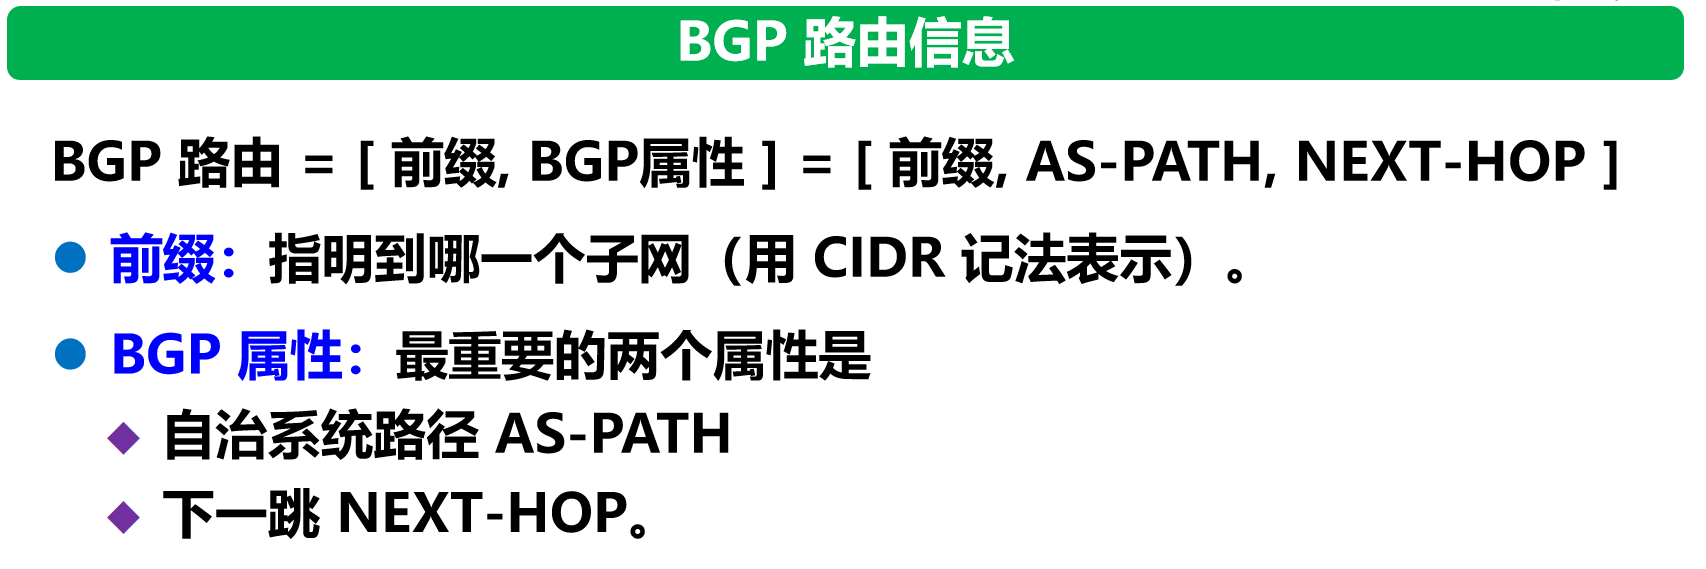 BGP 路由信息
BGP 路由 = [ 前缀, BGP属性 ] = [ 前缀, AS-PATH, NEXT-HOP ]
前缀：指明到哪一个子网（用 CIDR 记法表示）。
BGP 属性：最重要的两个属性是
自治系统路径 AS-PATH
下一跳 NEXT-HOP。